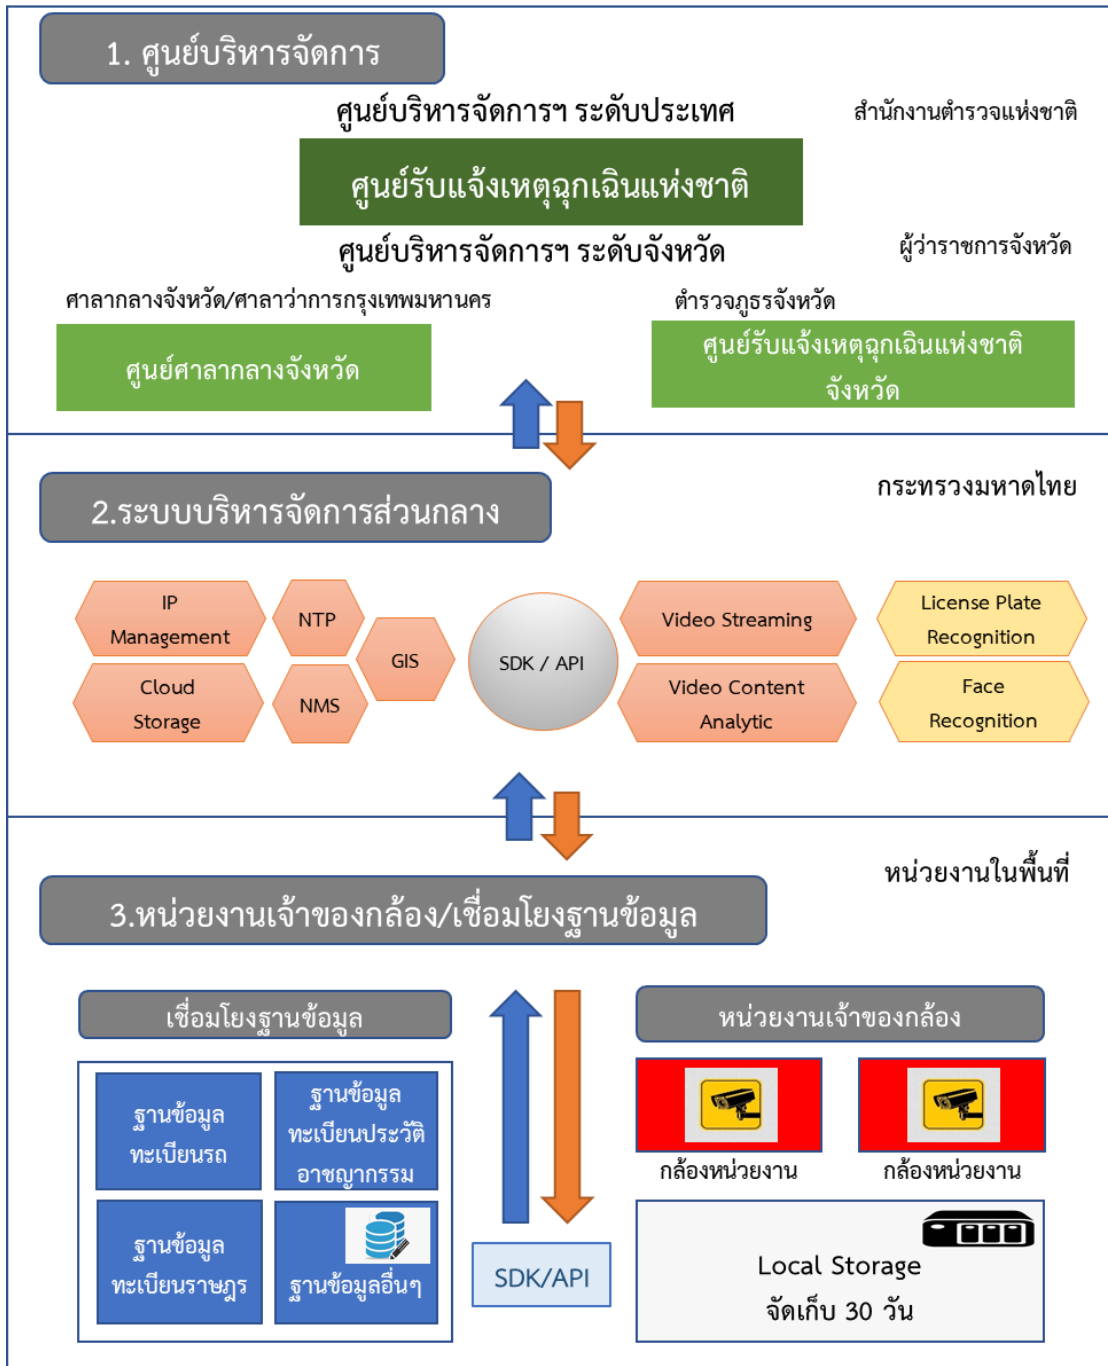 1. ศูนย์บริหารจัดการ
ศูนย์บริหารจัดการฯ ระดับประเทศ
สำนักงานตำรวจแห่งชาติ
ศูนย์รับแจ้งเหตุฉุกเฉินแห่งชาติ
ศูนย์บริหารจัดการฯ ระดับจังหวัด
ผู้ว่าราชการจังหวัด
ศาลากลางจังหวัด/ศาลาว่าการกรุงเทพมหานคร
ตำรวจภูธรจังหวัด
ศูนย์ศาลากลางจังหวัด
ศูนย์รับแจ้งเหตุฉุกเฉินแห่งชาติ
จังหวัด
2.ระบบบริหารจัดการส่วนกลาง
กระทรวงมหาดไทย
IP
Management
NTP
GIS
Cloud
Storage
NMS
SDK / API
Video Streaming
Video Content
Analytic
License Plate
Recognition
Face
Recognition
หน่วยงานในพื้นที่
3.หน่วยงานเจ้าของกล้อง/เชื่อมโยงฐานข้อมูล
เชื่อมโยงฐานข้อมูล
ฐานข้อมูล
ทะเบียนรถ
ฐานข้อมูล
ทะเบียนประวัติ
อาชญากรรม
ฐานข้อมูล
ทะเบียนราษฎร
ฐานข้อมูลอื่นๆ
SDK/API
หน่วยงานเจ้าของกล้อง
กล้องหน่วยงาน
กล้องหน่วยงาน
Local Storage
จัดเก็บ 30 วัน